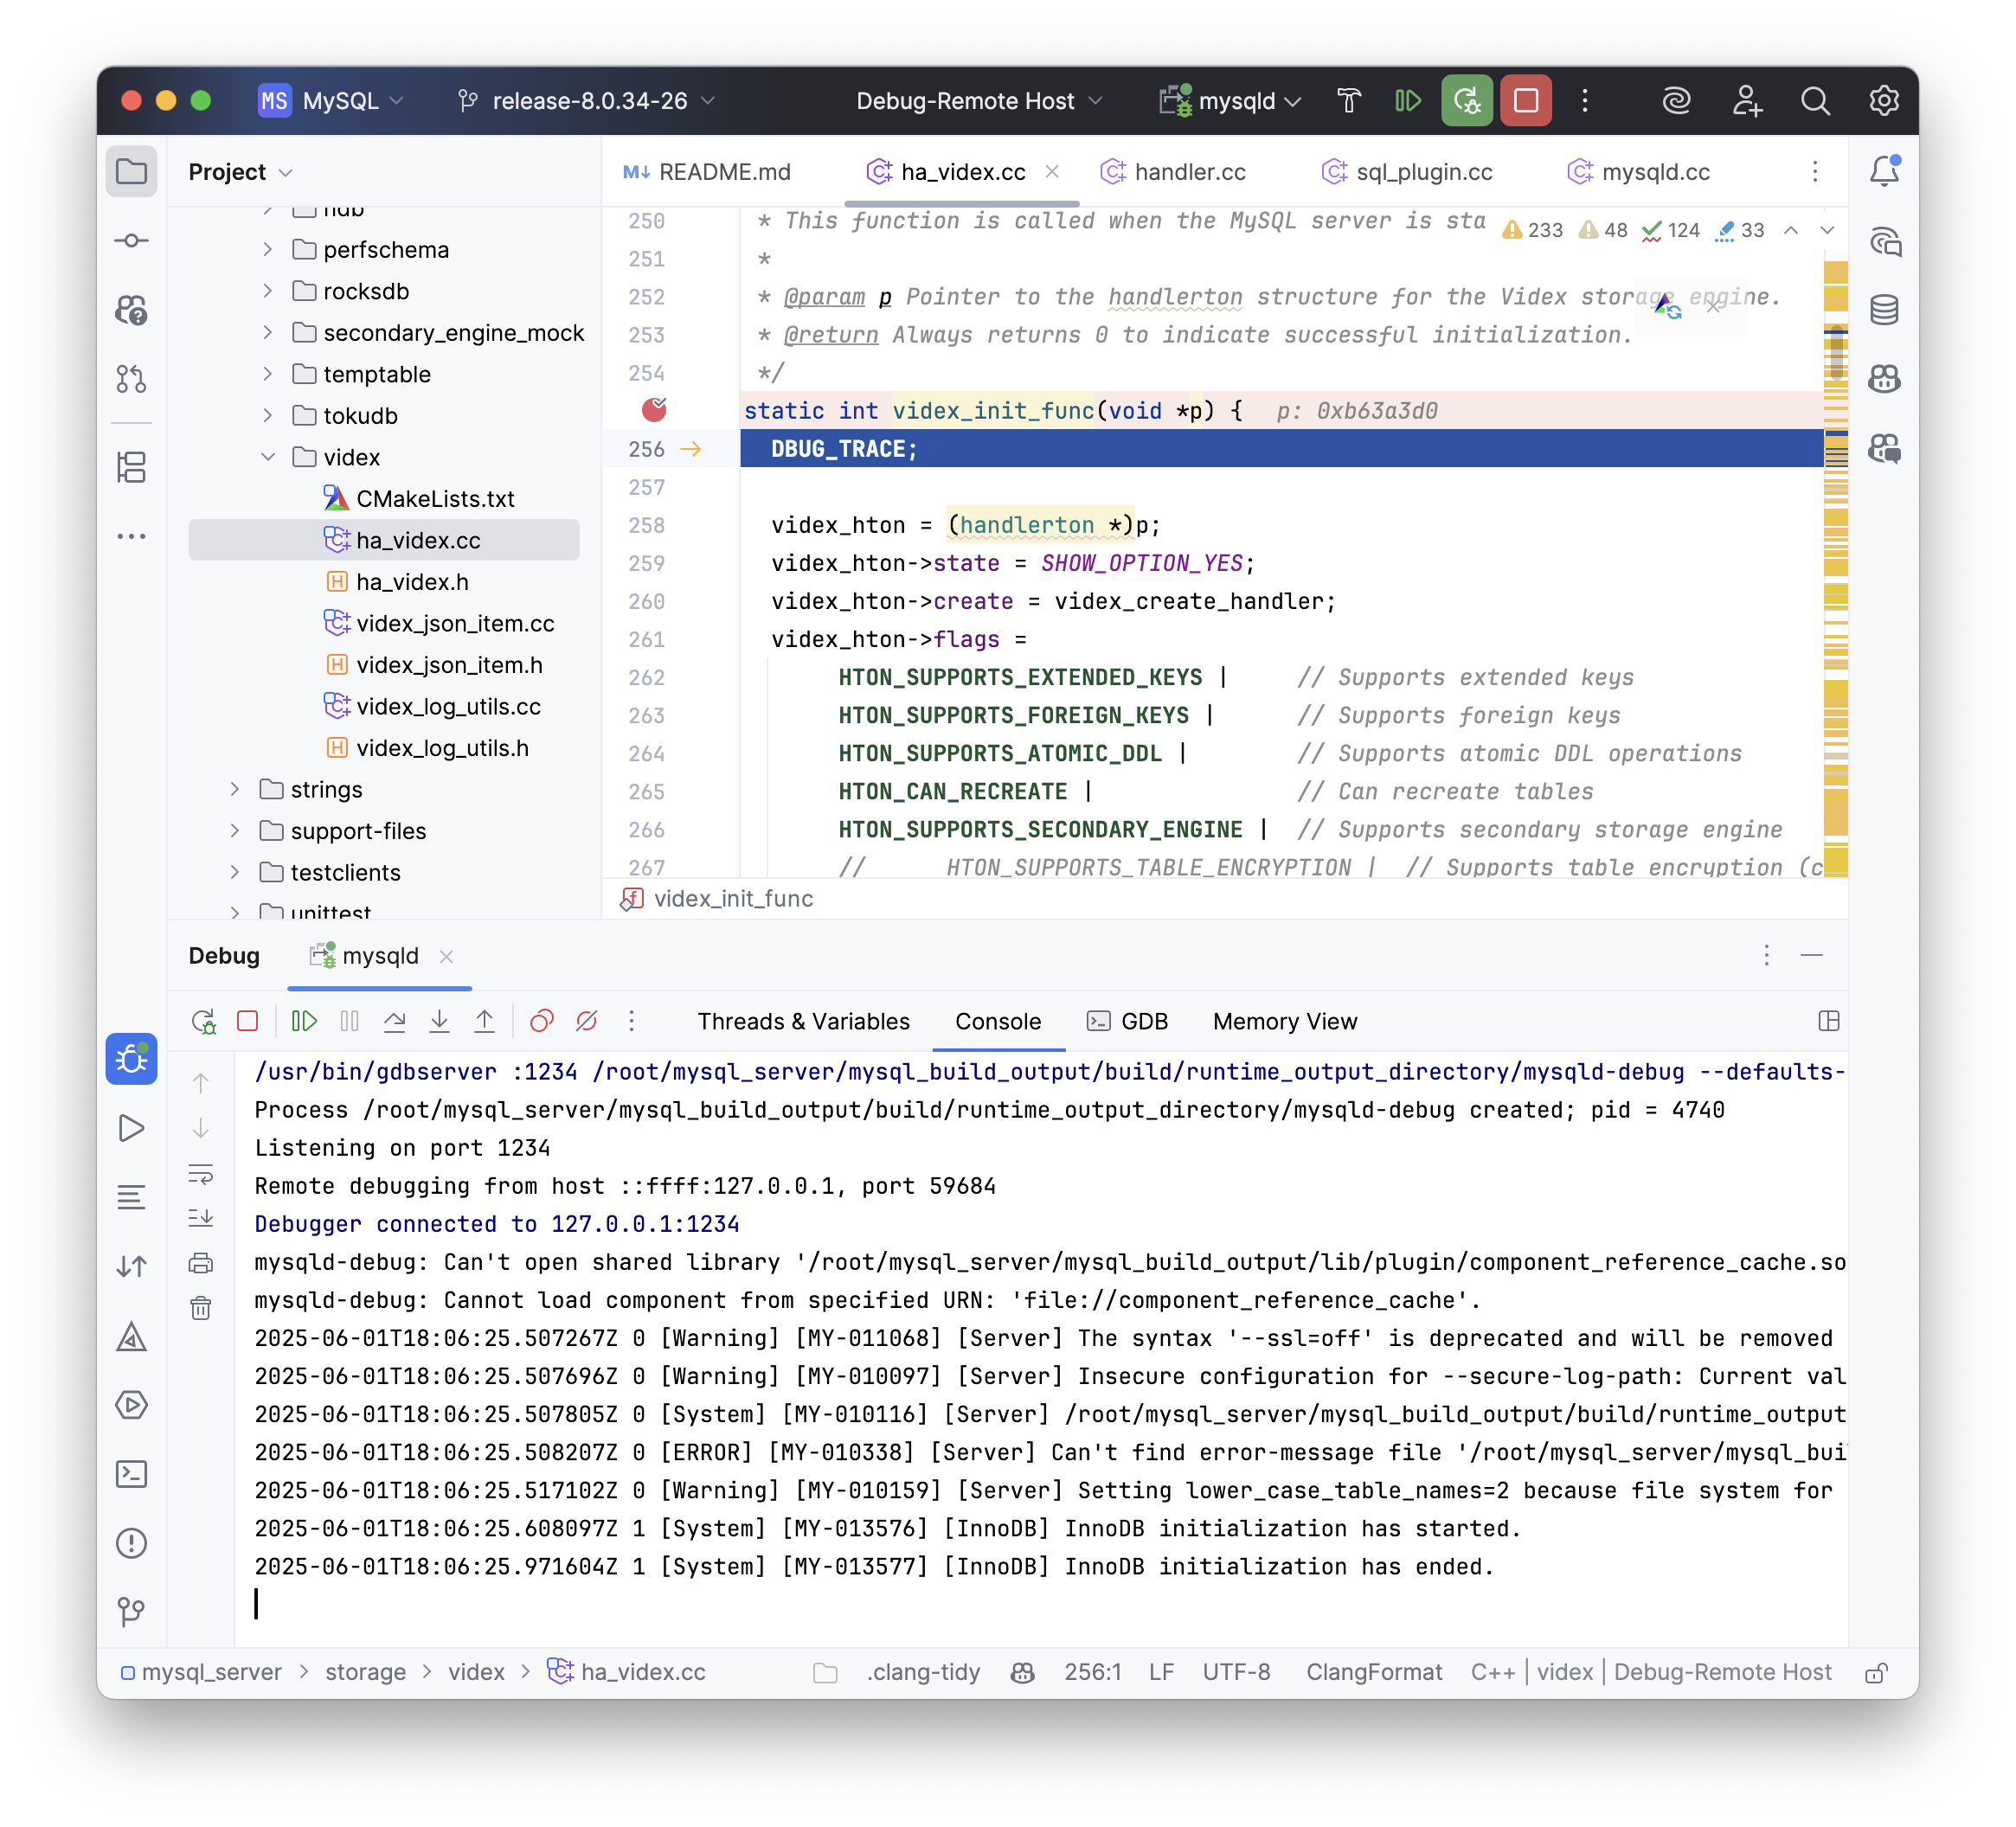 MS MySQL release-8.0.34-26 Debug-Remote Host mysqld
Project
ndb
perfschema
rocksdb
secondary_engine_mock
temptable
tokudb
videx
CMakeLists.txt
ha_videx.cc
ha_videx.h
videx_json_item.cc
videx_json_item.h
videx_log_utils.cc
videx_log_utils.h
strings
support-files
testclients
unittest
README.md ha_videx.cc handler.cc sql_plugin.cc mysqld.cc
233 48 124 33
250 * This function is called when the MySQL server is sta
251 *
252 * @param p Pointer to the handlerton structure for the Videx storage engine.
253 * @return Always returns 0 to indicate successful initialization.
254 */
static int videx_init_func(void *p) { p: 0xb63a3d0
256 DBUG_TRACE;
257
258 videx_hton = (handlerton *)p;
259 videx_hton->state = SHOW_OPTION_YES;
260 videx_hton->create = videx_create_handler;
261 videx_hton->flags =
262 HTON_SUPPORTS_EXTENDED_KEYS | // Supports extended keys
263 HTON_SUPPORTS_FOREIGN_KEYS | // Supports foreign keys
264 HTON_SUPPORTS_ATOMIC_DDL | // Supports atomic DDL operations
265 HTON_CAN_RECREATE | // Can recreate tables
266 HTON_SUPPORTS_SECONDARY_ENGINE | // Supports secondary storage engine
267 // HTON_SUPPORTS_TABLE_ENCRYPTION | // Supports table encryption (c
videx_init_func
Debug mysqld
Threads & Variables Console GDB Memory View
/usr/bin/gdbserver :1234 /root/mysql_server/mysql_build_output/build/runtime_output_directory/mysqld-debug --defaults-
Process /root/mysql_server/mysql_build_output/build/runtime_output_directory/mysqld-debug created; pid = 4740
Listening on port 1234
Remote debugging from host ::ffff:127.0.0.1, port 59684
Debugger connected to 127.0.0.1:1234
mysqld-debug: Can't open shared library '/root/mysql_server/mysql_build_output/lib/plugin/component_reference_cache.so
mysqld-debug: Cannot load component from specified URN: 'file://component_reference_cache'.
2025-06-01T18:06:25.507267Z 0 [Warning] [MY-011068] [Server] The syntax '--ssl=off' is deprecated and will be removed
2025-06-01T18:06:25.507696Z 0 [Warning] [MY-010097] [Server] Insecure configuration for --secure-log-path: Current val
2025-06-01T18:06:25.507805Z 0 [System] [MY-010116] [Server] /root/mysql_server/mysql_build_output/build/runtime_output
2025-06-01T18:06:25.508207Z 0 [ERROR] [MY-010338] [Server] Can't find error-message file '/root/mysql_server/mysql_bui
2025-06-01T18:06:25.517102Z 0 [Warning] [MY-010159] [Server] Setting lower_case_table_names=2 because file system for
2025-06-01T18:06:25.608097Z 1 [System] [MY-013576] [InnoDB] InnoDB initialization has started.
2025-06-01T18:06:25.971604Z 1 [System] [MY-013577] [InnoDB] InnoDB initialization has ended.
mysql_server > storage > videx > ha_videx.cc .clang-tidy 256:1 LF UTF-8 ClangFormat C++ | videx | Debug-Remote Host